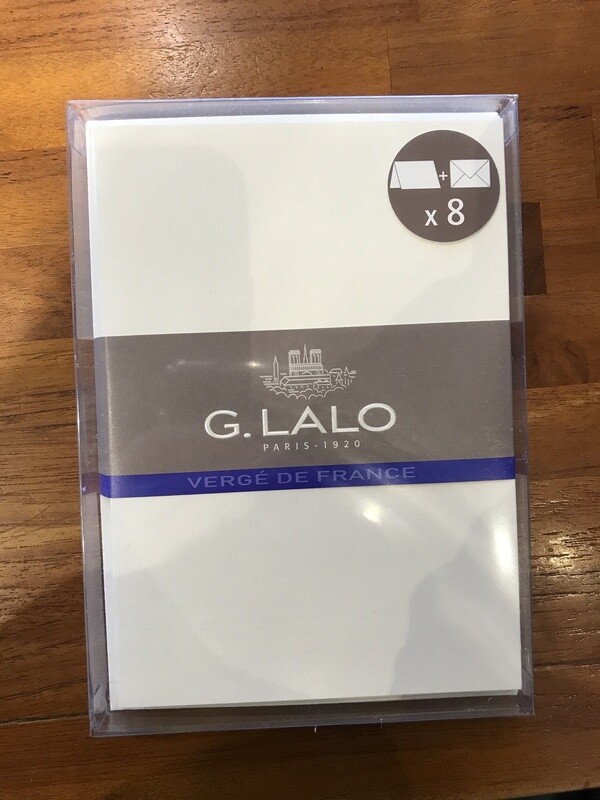 +
x 8
G. LALO
PARIS - 1920
VERGÉ DE FRANCE